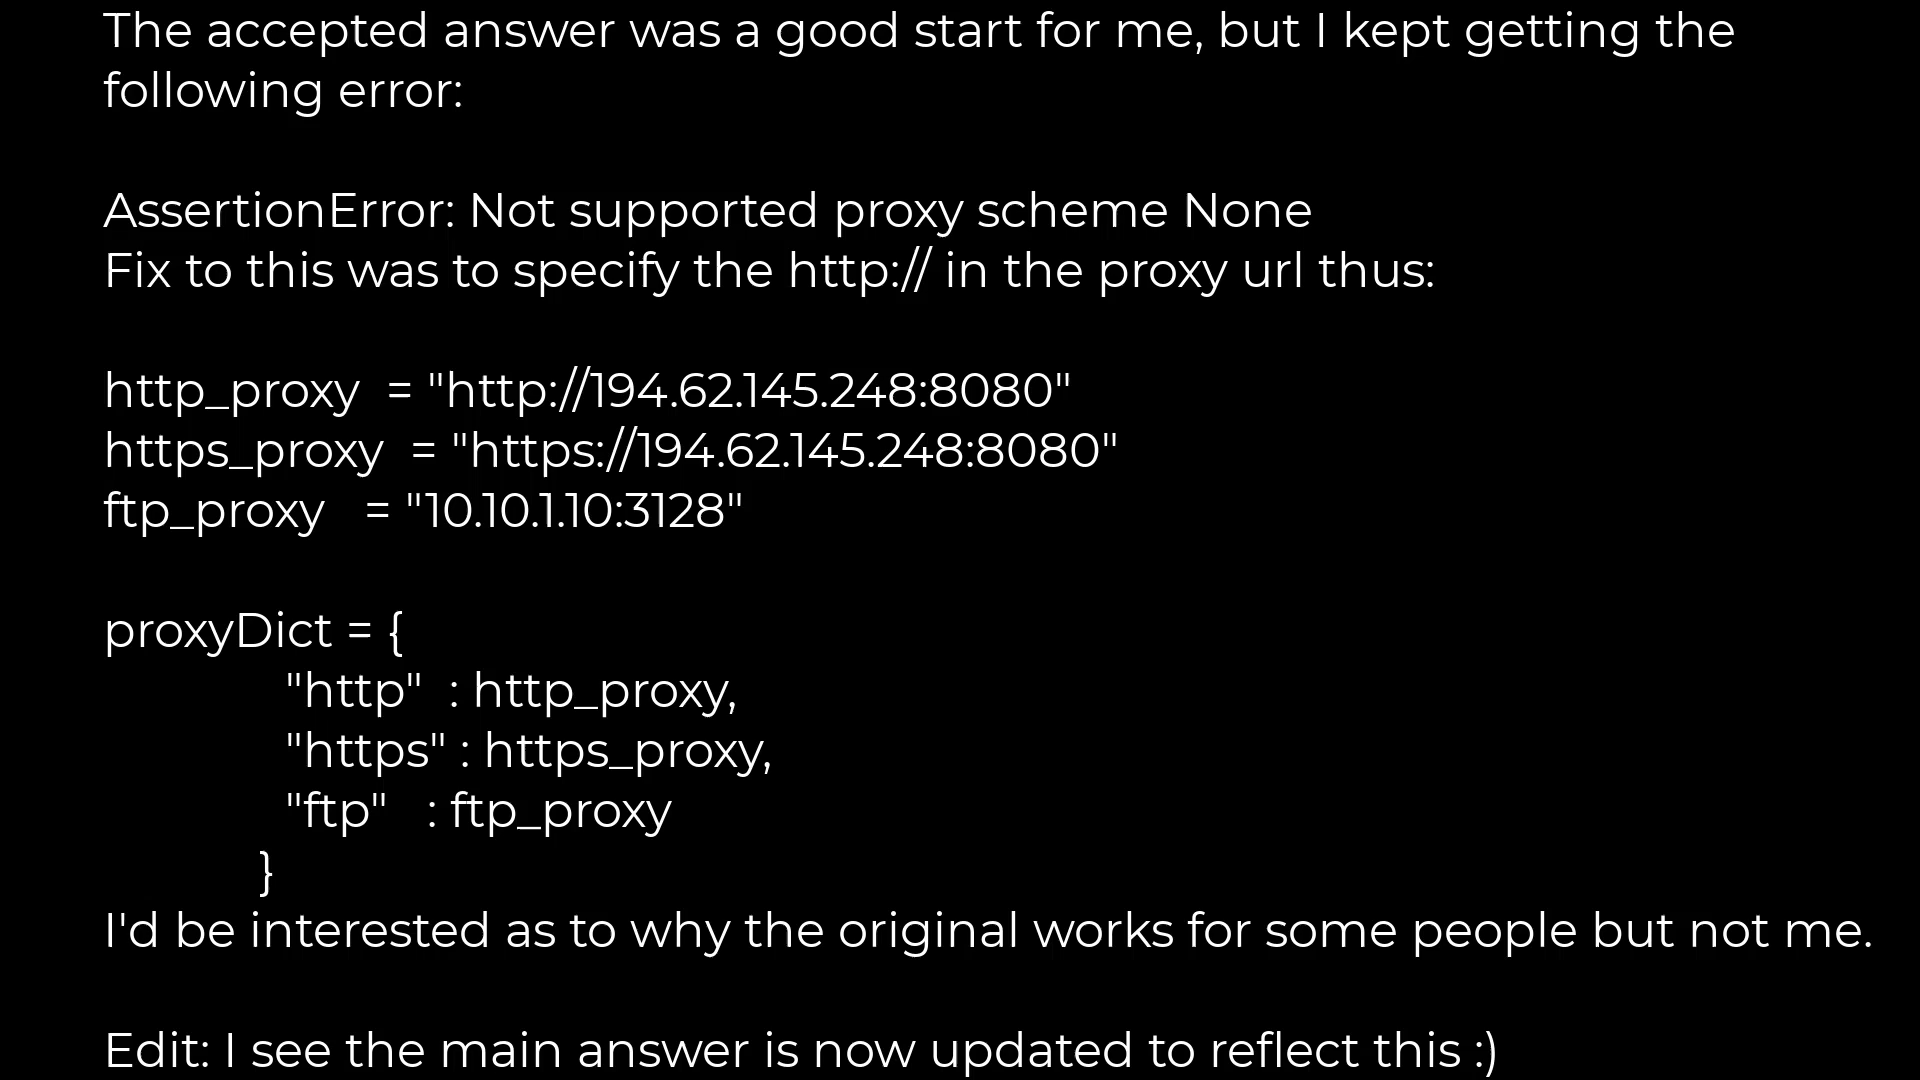 The accepted answer was a good start for me, but I kept getting the
following error:
AssertionError: Not supported proxy scheme None
Fix to this was to specify the http:// in the proxy url thus:
http_proxy  = "http://194.62.145.248:8080"
https_proxy  = "https://194.62.145.248:8080"
ftp_proxy   = "10.10.1.10:3128"
proxyDict = {
"http"  : http_proxy,
"https" : https_proxy,
"ftp"   : ftp_proxy
}
I'd be interested as to why the original works for some people but not me.
Edit: I see the main answer is now updated to reflect this :)